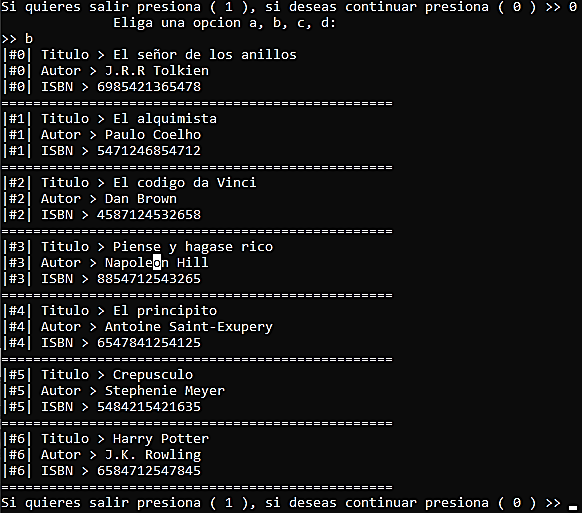 Si quieres salir presiona ( 1 ), si deseas continuar presiona ( 0 ) >> 0
Eliga una opcion a, b, c, d:
>> b
|#0| Titulo > El señor de los anillos
|#0| Autor > J.R.R Tolkien
|#0| ISBN > 6985421365478
=================================================
|#1| Titulo > El alquimista
|#1| Autor > Paulo Coelho
|#1| ISBN > 5471246854712
=================================================
|#2| Titulo > El codigo da Vinci
|#2| Autor > Dan Brown
|#2| ISBN > 4587124532658
=================================================
|#3| Titulo > Piense y hagase rico
|#3| Autor > Napoleon Hill
|#3| ISBN > 8854712543265
=================================================
|#4| Titulo > El principito
|#4| Autor > Antoine Saint-Exupery
|#4| ISBN > 6547841254125
=================================================
|#5| Titulo > Crepusculo
|#5| Autor > Stephenie Meyer
|#5| ISBN > 5484215421635
=================================================
|#6| Titulo > Harry Potter
|#6| Autor > J.K. Rowling
|#6| ISBN > 6584712547845
=================================================
Si quieres salir presiona ( 1 ), si deseas continuar presiona ( 0 ) >>